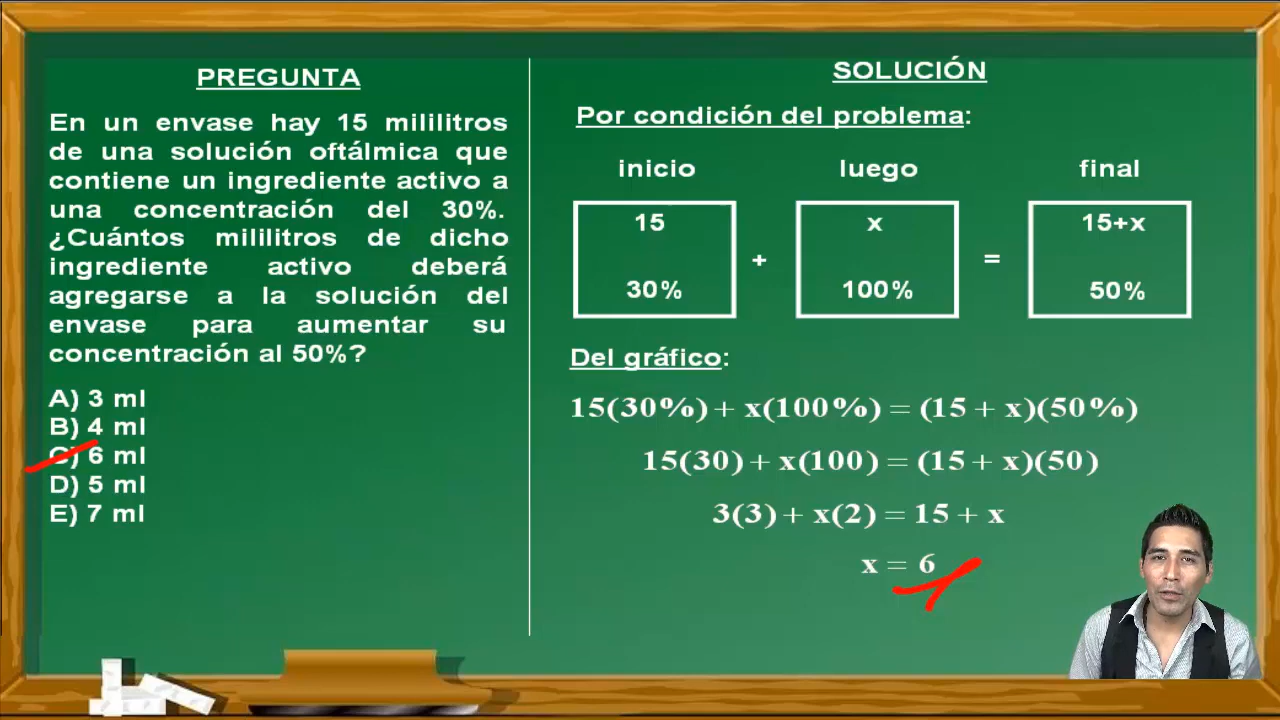 PREGUNTA
En un envase hay 15 mililitros
de una solución oftálmica que
contiene un ingrediente activo a
una concentración del 30%.
¿Cuántos mililitros de dicho
ingrediente activo deberá
agregarse a la solución del
envase para aumentar su
concentración al 50%?
A) 3 ml
B) 4 ml
C) 6 ml
D) 5 ml
E) 7 ml
SOLUCIÓN
Por condición del problema:
inicio luego final
15 x 15+x
+ =
30% 100% 50%
Del gráfico:
15(30%) + x(100%) = (15 + x)(50%)
15(30) + x(100) = (15 + x)(50)
3(3) + x(2) = 15 + x
x = 6